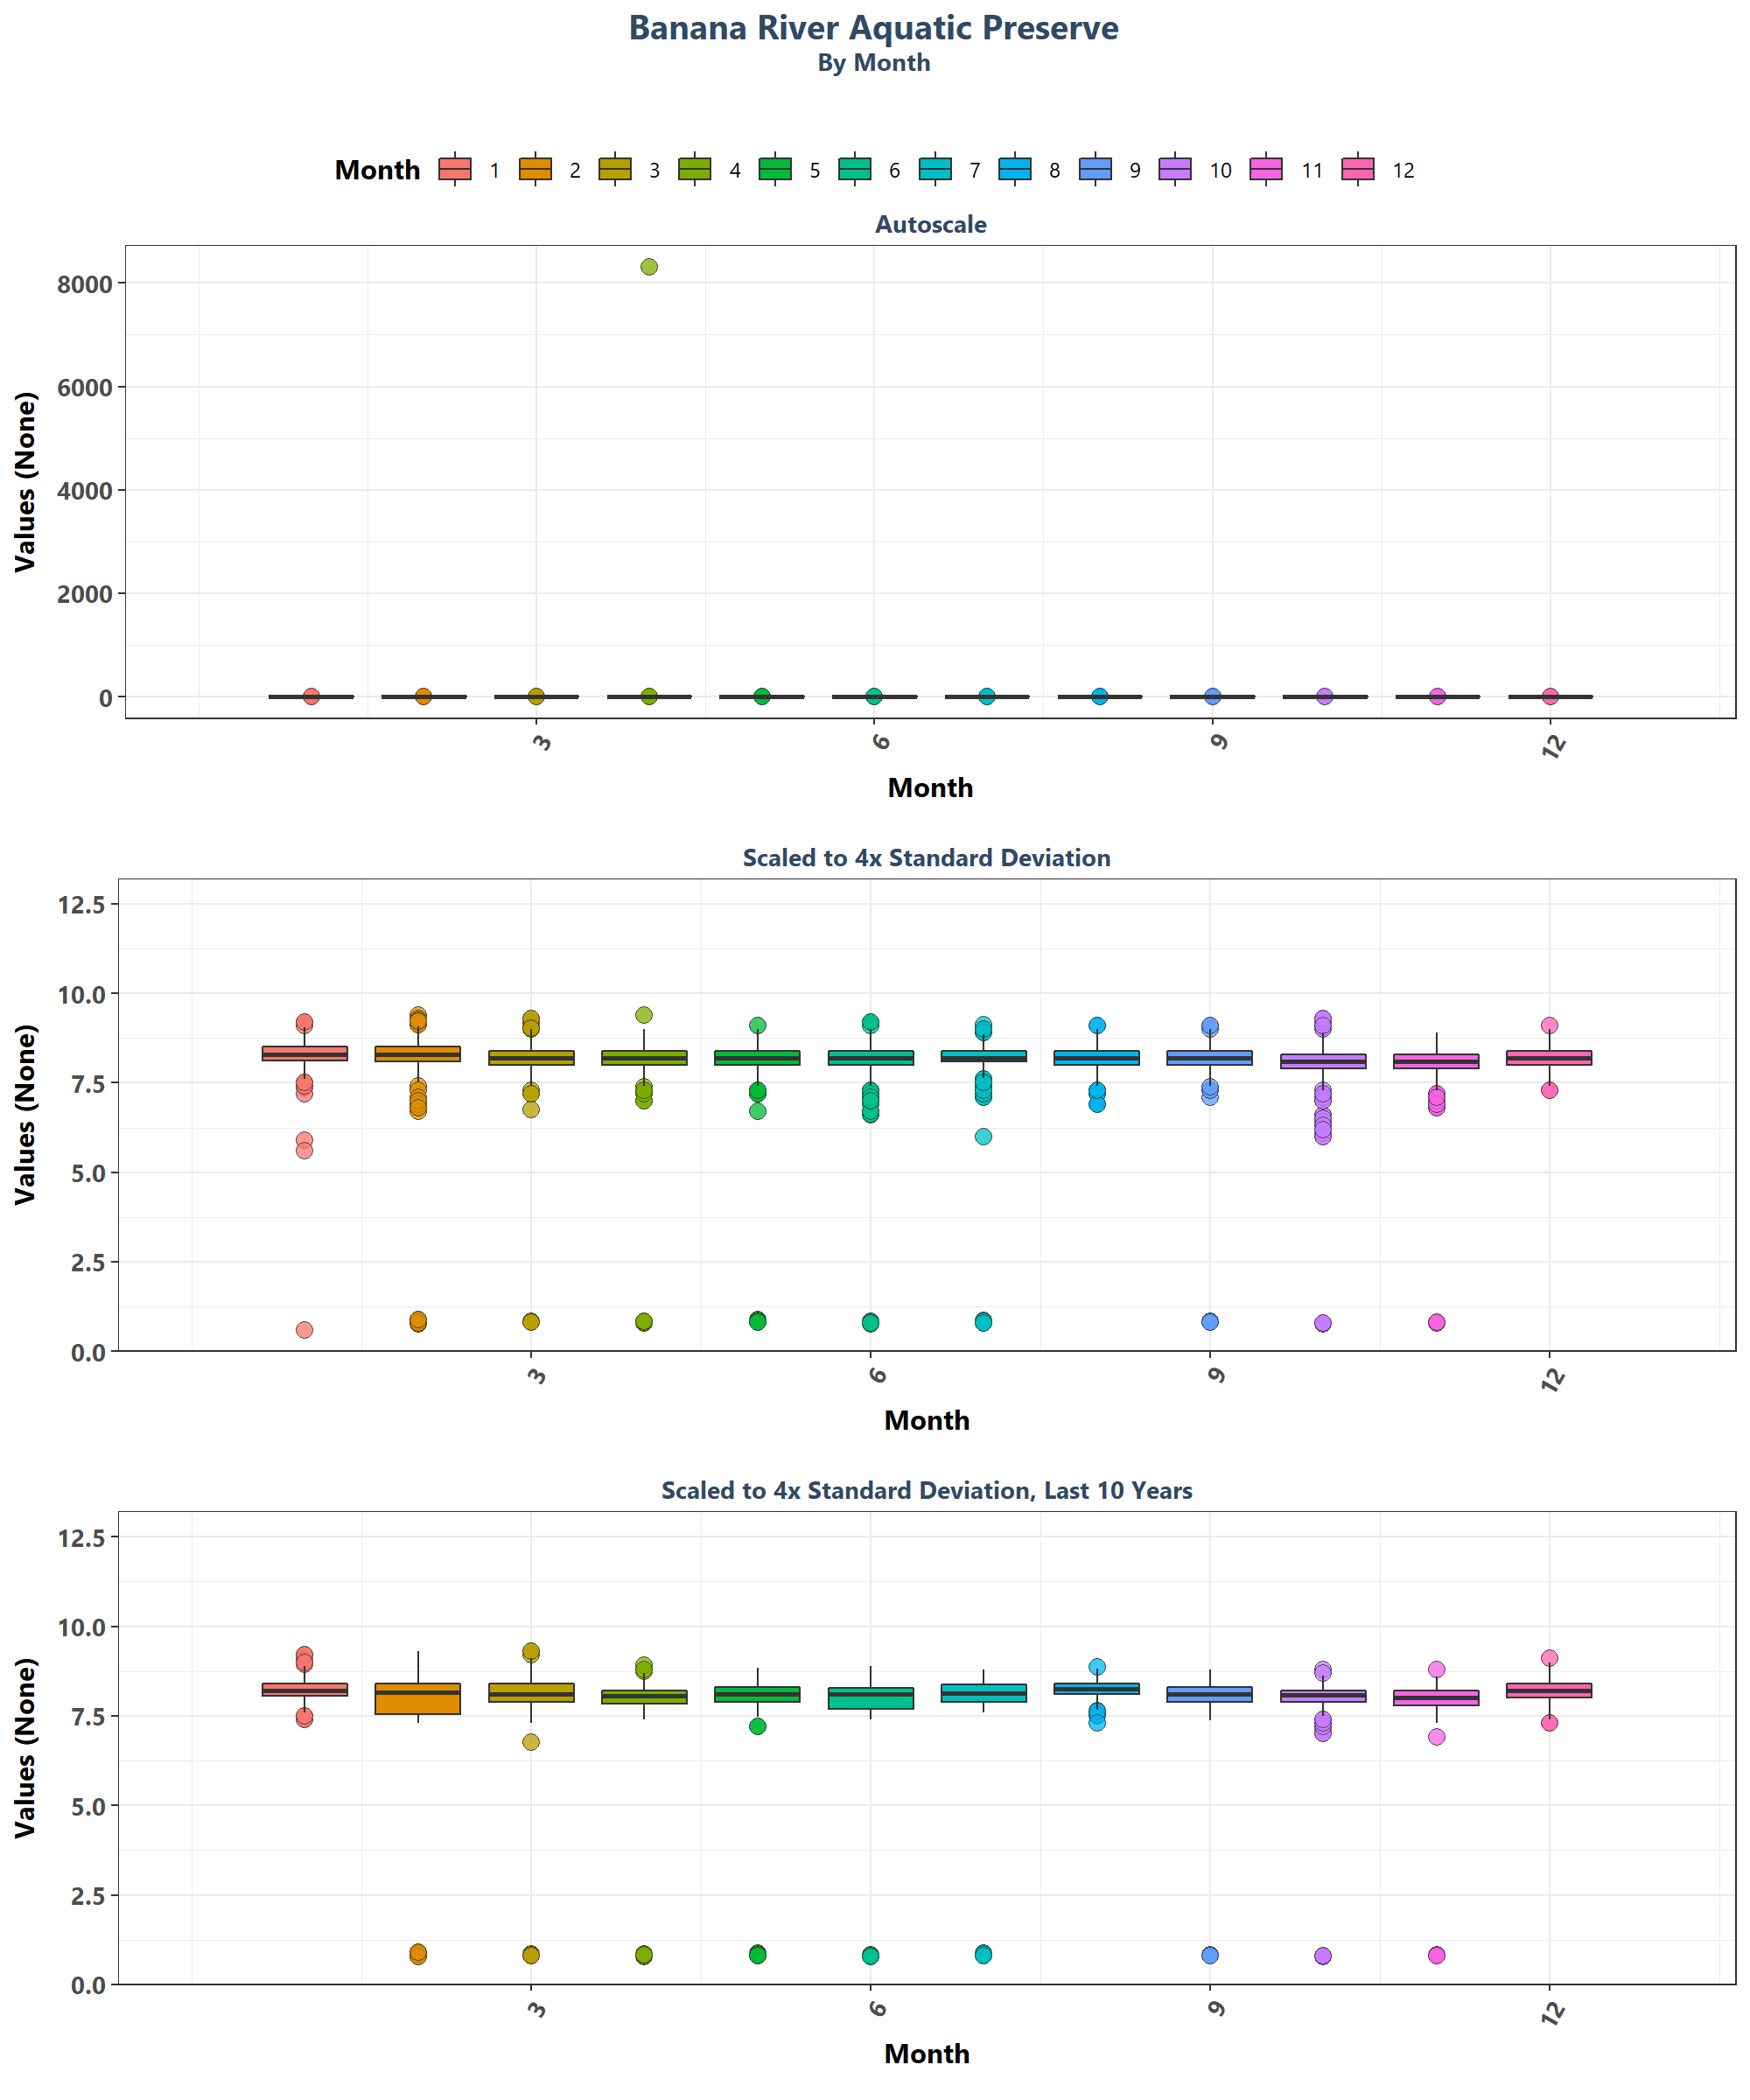 Banana River Aquatic Preserve
By Month
Month 1 2 3 4 5 6 7 8 9 10 11 12
Autoscale
Values (None)
8000
6000
4000
2000
0
3 6 9 12
Month
Scaled to 4x Standard Deviation
Values (None)
12.5
10.0
7.5
5.0
2.5
0.0
3 6 9 12
Month
Scaled to 4x Standard Deviation, Last 10 Years
Values (None)
12.5
10.0
7.5
5.0
2.5
0.0
3 6 9 12
Month